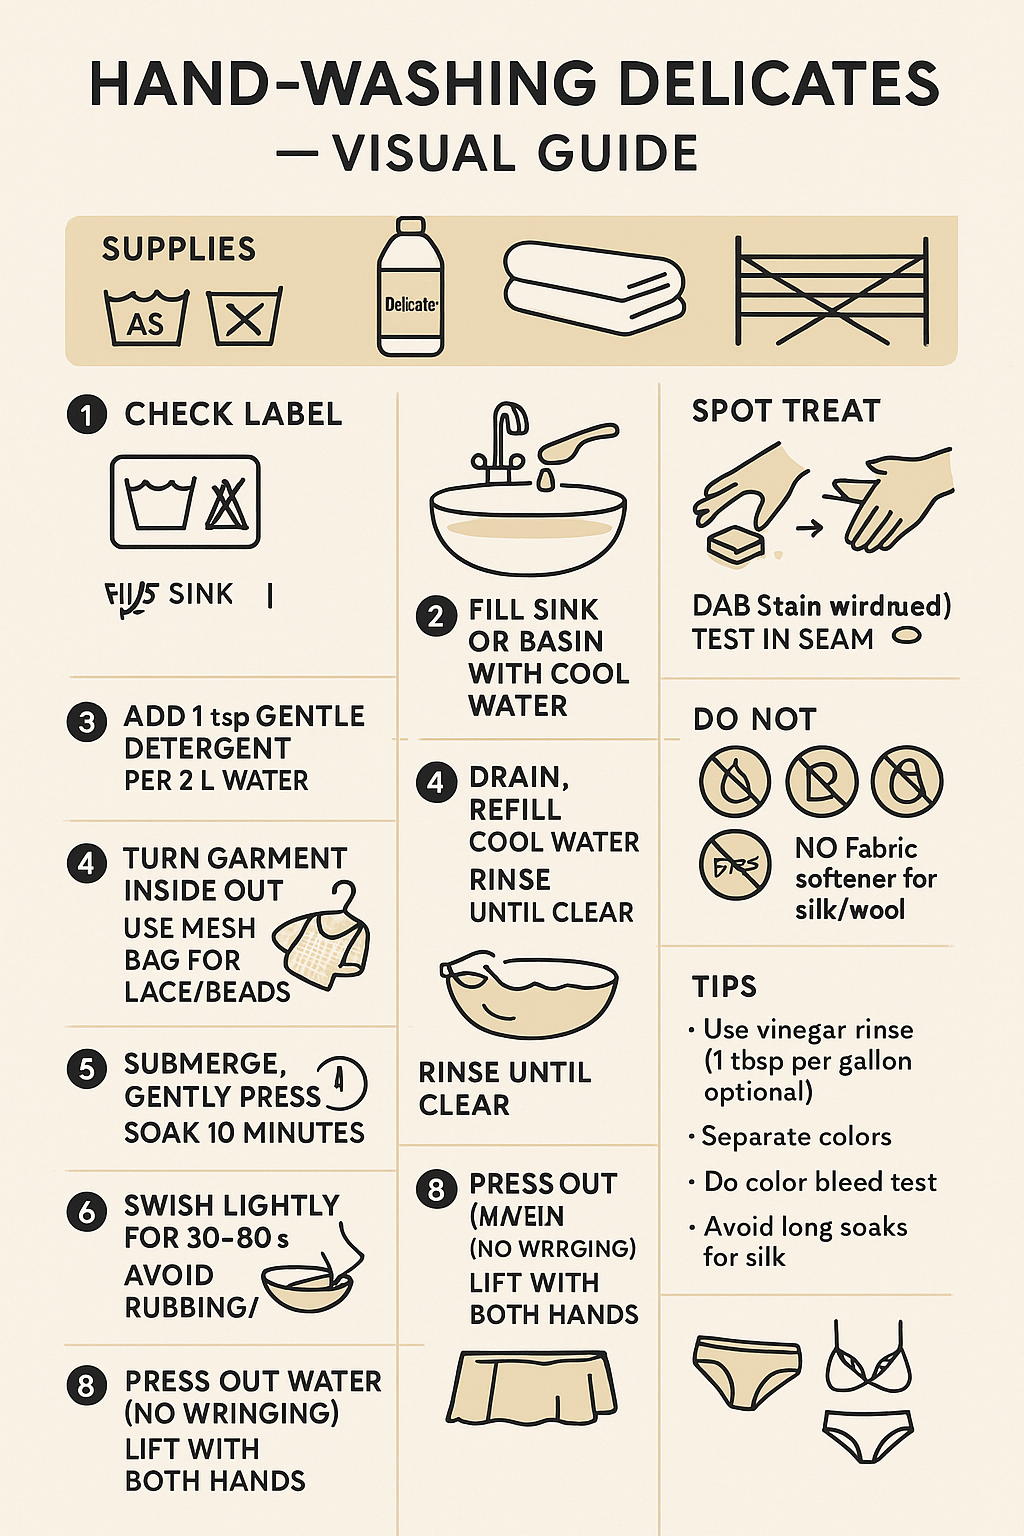 HAND-WASHING DELICATES
— VISUAL GUIDE
SUPPLIES
AS
Delicate
1 CHECK LABEL
SINK
3 ADD 1 tsp GENTLE
DETERGENT
PER 2 L WATER
4 TURN GARMENT
INSIDE OUT
USE MESH
BAG FOR
LACE/BEADS
5 SUBMERGE,
GENTLY PRESS
SOAK 10 MINUTES
6 SWISH LIGHTLY
FOR 30-80 s
AVOID
RUBBING/
8 PRESS OUT WATER
(NO WRINGING)
LIFT WITH
BOTH HANDS
2 FILL SINK
OR BASIN
WITH COOL
WATER
4 DRAIN,
REFILL
COOL WATER
RINSE
UNTIL CLEAR
RINSE UNTIL
CLEAR
8 PRESS OUT
(NO WRRGING)
LIFT WITH
BOTH HANDS
SPOT TREAT
DAB Stain
TEST IN SEAM
DO NOT
NO Fabric
softener for
silk/wool
TIPS
• Use vinegar rinse
(1 tbsp per gallon
optional)
• Separate colors
• Do color bleed test
• Avoid long soaks
for silk